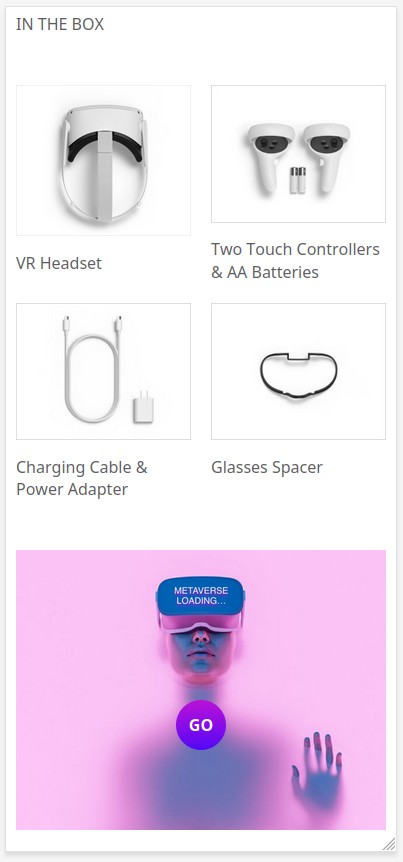 IN THE BOX
VR Headset
Two Touch Controllers
& AA Batteries
Charging Cable &
Power Adapter
Glasses Spacer
METAVERSE
LOADING...
GO